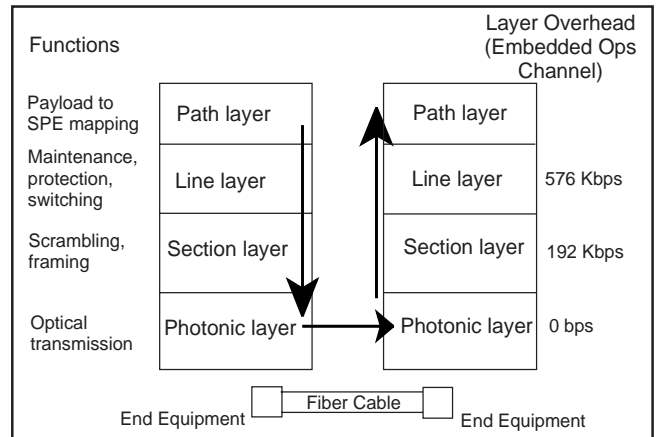 Functions
Layer Overhead
(Embedded Ops
Channel)
Payload to
SPE mapping
Path layer
Path layer
Maintenance,
protection,
switching
Line layer
Line layer
576 Kbps
Scrambling,
framing
Section layer
Section layer
192 Kbps
Optical
transmission
Photonic layer
Photonic layer
0 bps
Fiber Cable
End Equipment
End Equipment